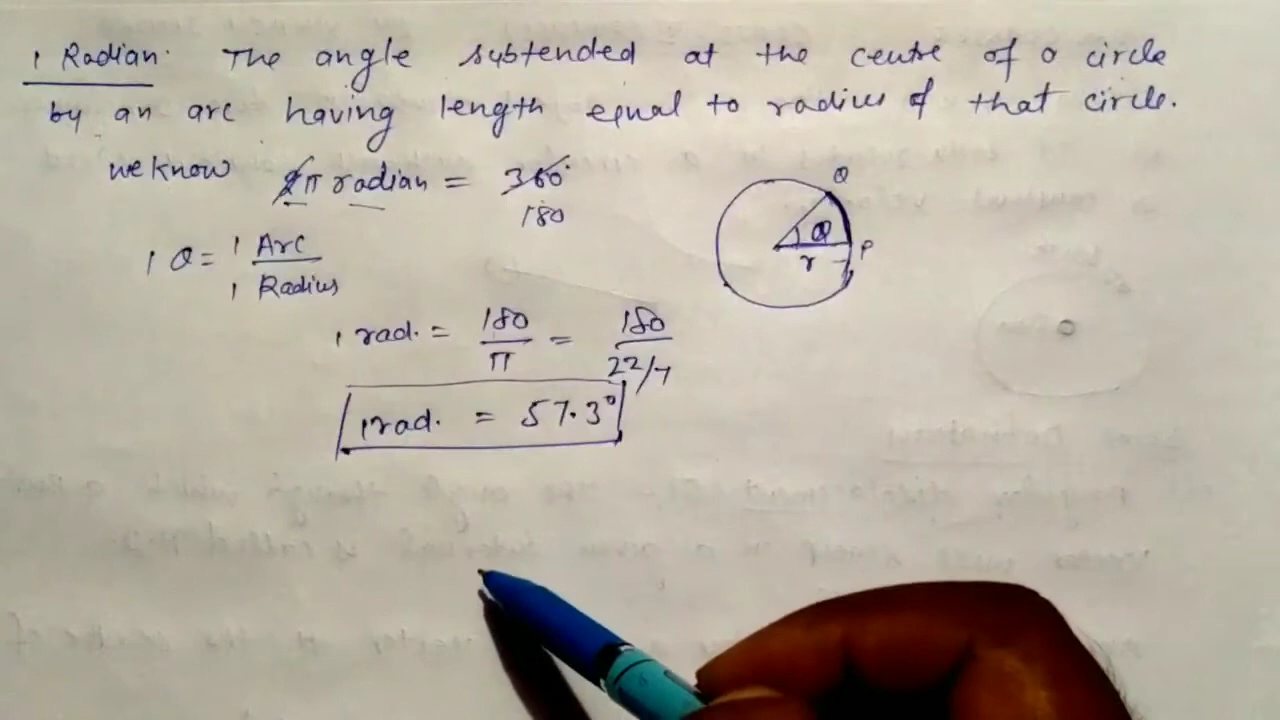 1 Radian. The angle subtended at the centre of a circle
by an arc having length equal to radius of that circle.
we know 2π radian = 360°
180
Q
θ
P
r
1 θ = 1 Arc
1 Radius
1 rad. = 180/π = 180/22/7
1 rad. = 57.3°